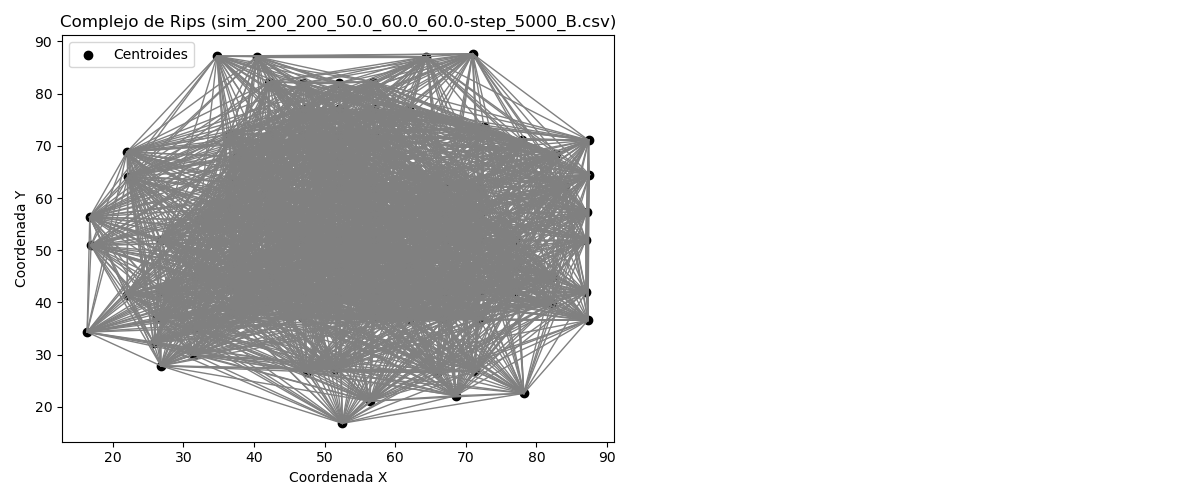 Complejo de Rips (sim_200_200_50.0_60.0_60.0-step_5000_B.csv)
Centroides
Coordenada Y
90
80
70
60
50
40
30
20
20 30 40 50 60 70 80 90
Coordenada X